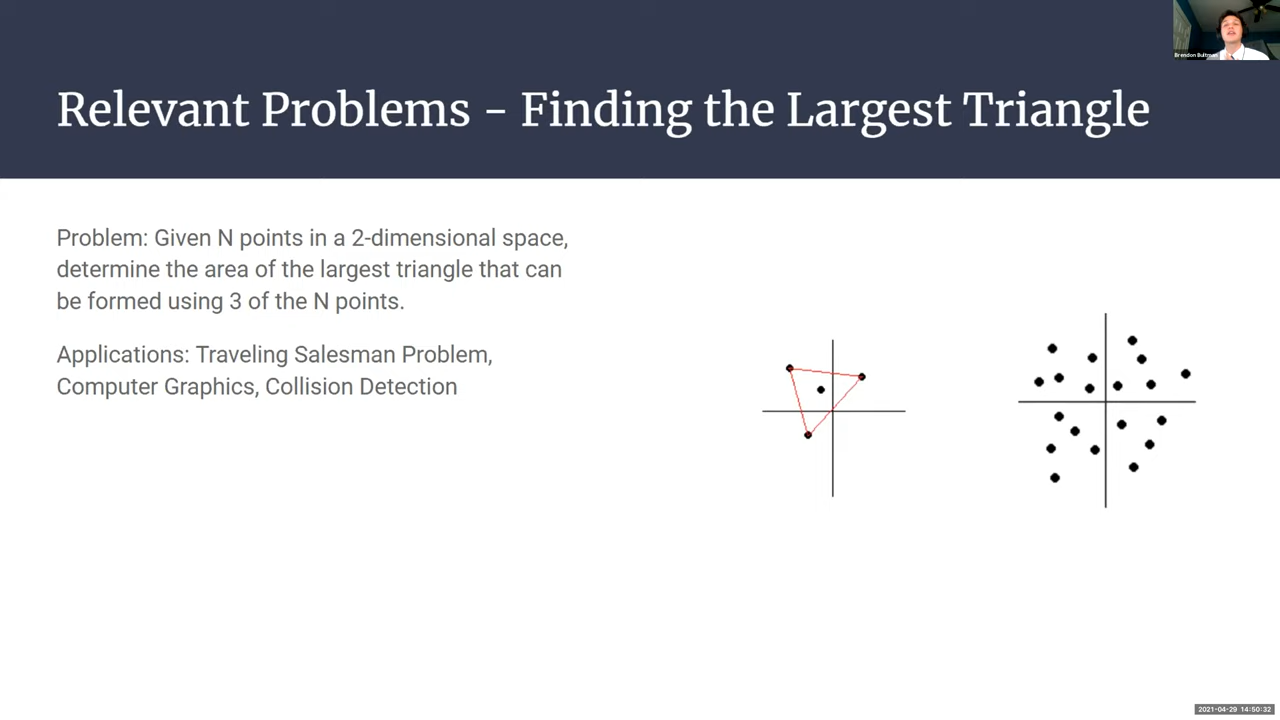 Brendon Bultman
Relevant Problems - Finding the Largest Triangle
Problem: Given N points in a 2-dimensional space,
determine the area of the largest triangle that can
be formed using 3 of the N points.
Applications: Traveling Salesman Problem,
Computer Graphics, Collision Detection
2021-04-29 14:50:32